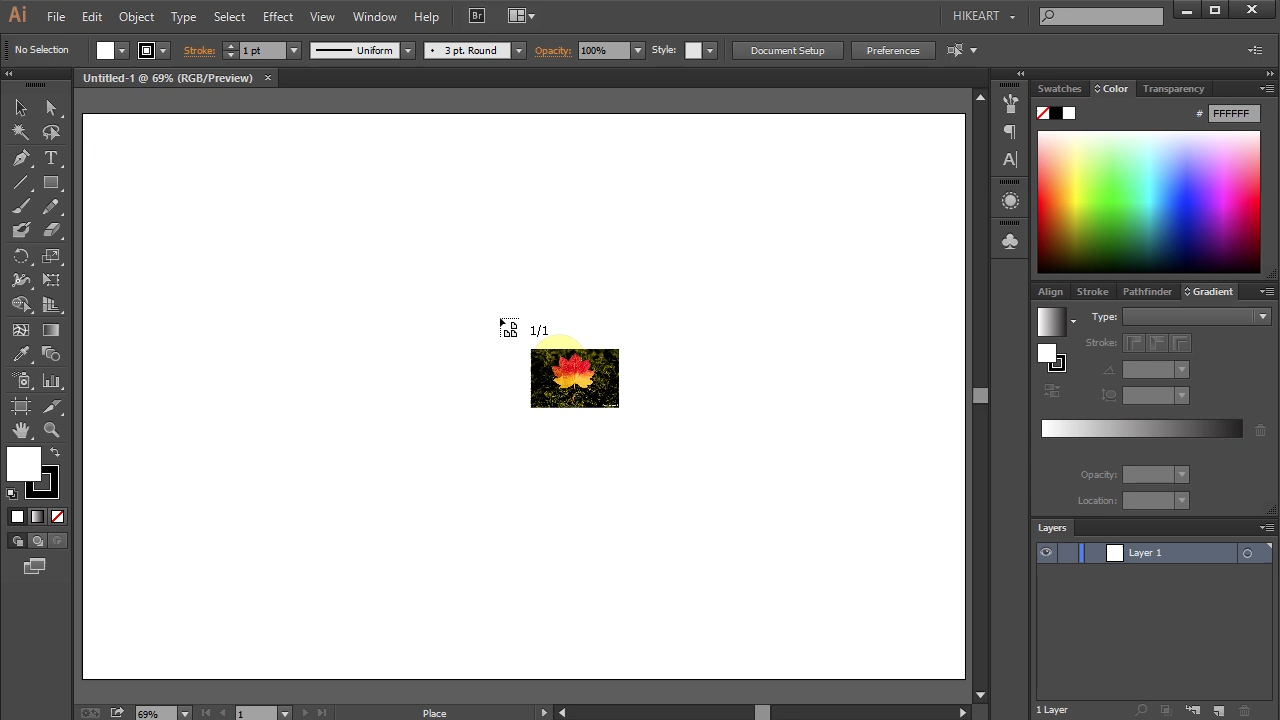 Ai File Edit Object Type Select Effect View Window Help Br HIKEART
No Selection Stroke: 1 pt Uniform 3 pt. Round Opacity: 100% Style: Document Setup Preferences
Untitled-1 @ 69% (RGB/Preview) ×
Swatches Color Transparency
# FFFFFF
Align Stroke Pathfinder Gradient
Type:
Stroke:
1/1
Opacity:
Location:
Layers
Layer 1
1 Layer
69% 1 Place